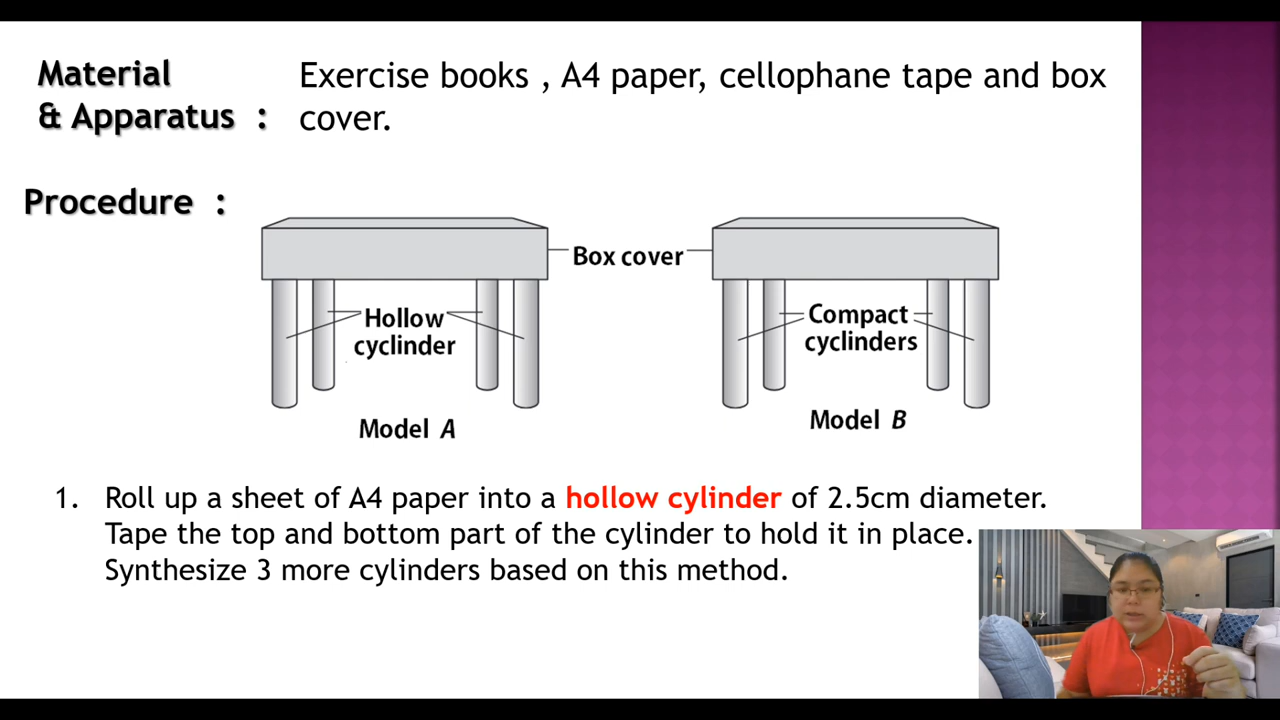 Material
& Apparatus :
Exercise books , A4 paper, cellophane tape and box
cover.
Procedure :
Box cover
Hollow
cyclinder
Compact
cyclinders
Model A
Model B
1. Roll up a sheet of A4 paper into a hollow cylinder of 2.5cm diameter.
Tape the top and bottom part of the cylinder to hold it in place.
Synthesize 3 more cylinders based on this method.